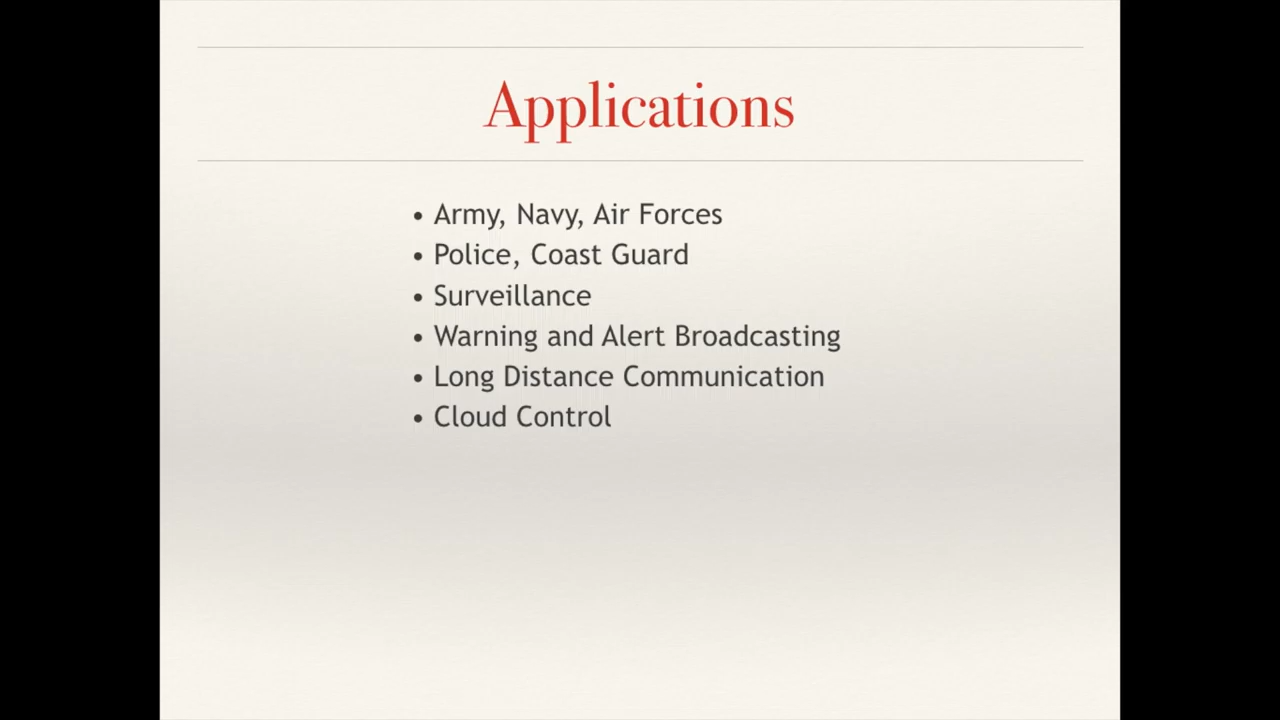 Applications
• Army, Navy, Air Forces
• Police, Coast Guard
• Surveillance
• Warning and Alert Broadcasting
• Long Distance Communication
• Cloud Control